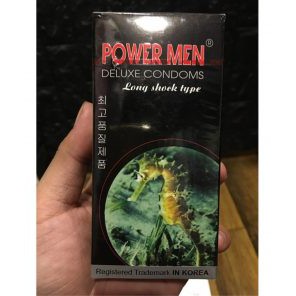 POWER MEN®
DELUXE CONDOMS
Long shock type
최고품질제품
Registered Trademark IN KOREA